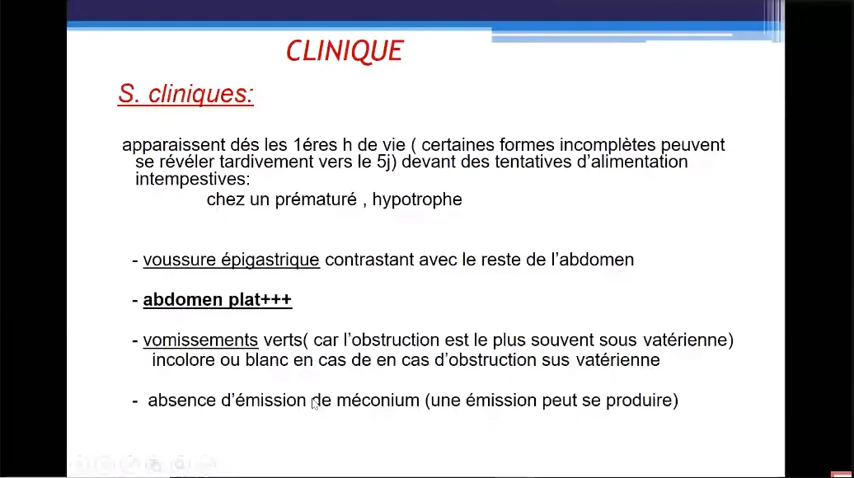 CLINIQUE
S. cliniques:
apparaissent dés les 1éres h de vie ( certaines formes incomplètes peuvent
se révéler tardivement vers le 5j) devant des tentatives d'alimentation
intempestives:
chez un prématuré , hypotrophe
- voussure épigastrique contrastant avec le reste de l'abdomen
- abdomen plat+++
- vomissements verts( car l'obstruction est le plus souvent sous vatérienne)
incolore ou blanc en cas de en cas d'obstruction sus vatérienne
- absence d'émission de méconium (une émission peut se produire)